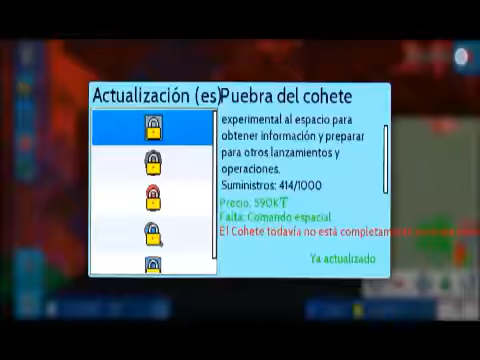 Actualización (es)
Puebra del cohete
experimental al espacio para
obtener información y preparar
para otros lanzamientos y
operaciones.
Suministros: 414/1000
Precio: 590KT
Falta: Comando espacial
El Cohete todavía no está
Ya actualizado